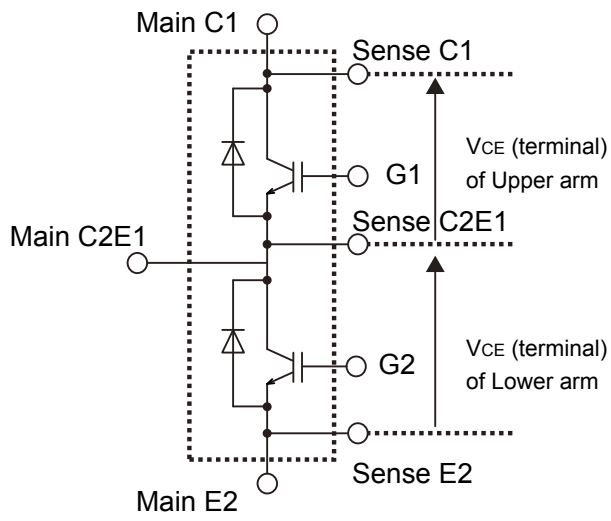 Main C1
Sense C1
VCE (terminal)
of Upper arm
G1
Main C2E1
Sense C2E1
VCE (terminal)
of Lower arm
G2
Sense E2
Main E2